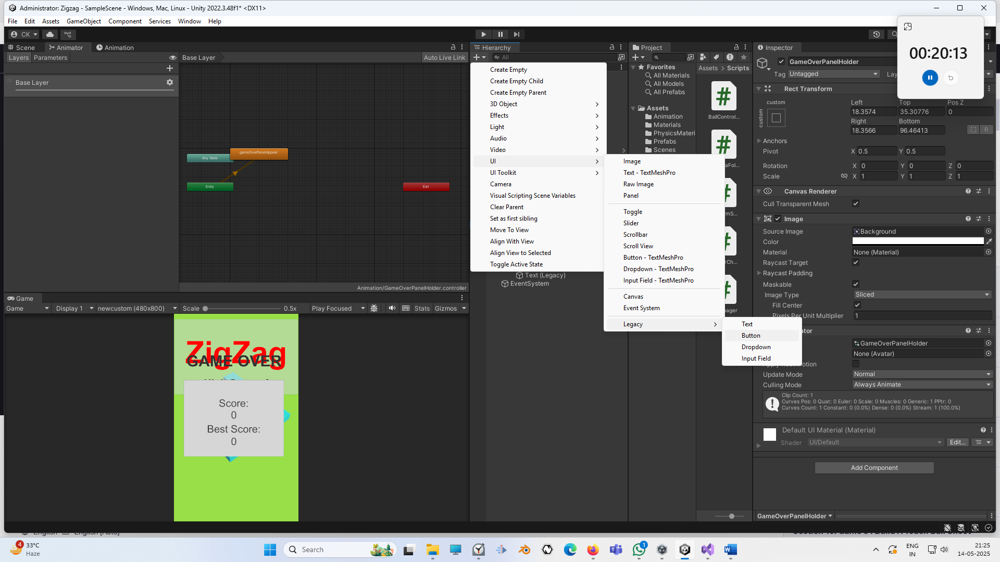 Administrator: Zigzag - SampleScene - Windows, Mac, Linux - Unity 2022.3.48f1* <DX11>
File Edit Assets GameObject Component Services Window Help
CK
00:20:13
Scene Animator Animation
Layers Parameters Base Layer Auto Live Link
Base Layer
Any State
gameOverPanelAppear
Entry
Exit
Animation/GameOverPanelHolder.controller
Game
Game Display 1 newcustom (480x800) Scale 0.5x Play Focused Stats Gizmos
ZigZag
GAME OVER
Score:
0
Best Score:
0
Hierarchy
All
Create Empty
Create Empty Child
Create Empty Parent
3D Object
Effects
Light
Audio
Video
UI
UI Toolkit
Camera
Visual Scripting Scene Variables
Clear Parent
Set as first sibling
Move To View
Align With View
Align View to Selected
Toggle Active State
Text (Legacy)
EventSystem
Image
Text - TextMeshPro
Raw Image
Panel
Toggle
Slider
Scrollbar
Scroll View
Button - TextMeshPro
Dropdown - TextMeshPro
Input Field - TextMeshPro
Canvas
Event System
Legacy
Text
Button
Dropdown
Input Field
Project
Favorites
All Materials
All Models
All Prefabs
Assets
Animation
Materials
PhysicsMateri
Prefabs
Scenes
Assets > Scripts
BallControl...
Inspector
GameOverPanelHolder
Tag Untagged
Rect Transform
custom
custom
Left Top Pos Z
18.3574 35.30776 0
Right Bottom
18.3566 96.46413
R
Anchors
Pivot X 0.5 Y 0.5
Rotation X 0 Y 0 Z 0
Scale X 1 Y 1 Z 1
Canvas Renderer
Cull Transparent Mesh
Image
Source Image Background
Color
Material None (Material)
Raycast Target
Raycast Padding
Maskable
Image Type Sliced
Fill Center
Pixels Per Unit Multiplier 1
GameOverPanelHolder
None (Avatar)
Update Mode Normal
Culling Mode Always Animate
Clip Count: 1
Curves Pos: 0 Quat: 0 Euler: 0 Scale: 0 Muscles: 0 Generic: 1 PPtr: 0
Curves Count: 1 Constant: 0 (0.0%) Dense: 0 (0.0%) Stream: 1 (100.0%)
Default UI Material (Material)
Shader UI/Default Edit...
Add Component
GameOverPanelHolder
4
33°C
Haze
Search
1
ENG
IN
21:25
14-05-2025